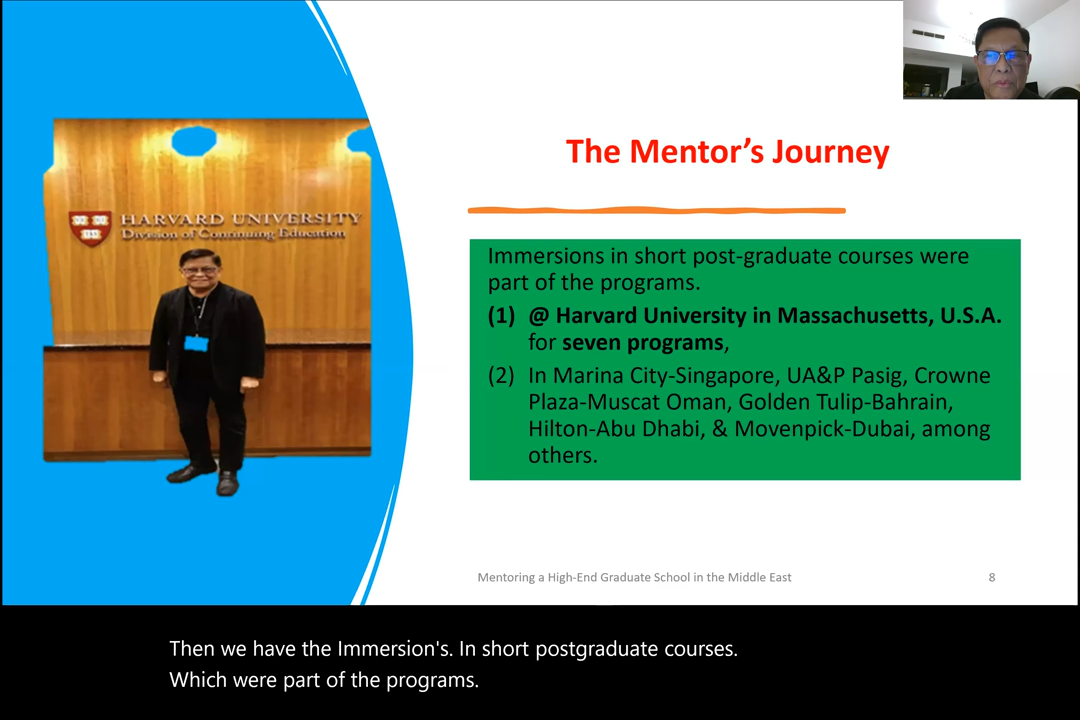 HARVARD UNIVERSITY
Division of Continuing Education
The Mentor's Journey
Immersions in short post-graduate courses were
part of the programs.
(1) @ Harvard University in Massachusetts, U.S.A.
for seven programs,
(2) In Marina City-Singapore, UA&P Pasig, Crowne
Plaza-Muscat Oman, Golden Tulip-Bahrain,
Hilton-Abu Dhabi, & Movenpick-Dubai, among
others.
Mentoring a High-End Graduate School in the Middle East
8
Then we have the Immersion's. In short postgraduate courses.
Which were part of the programs.